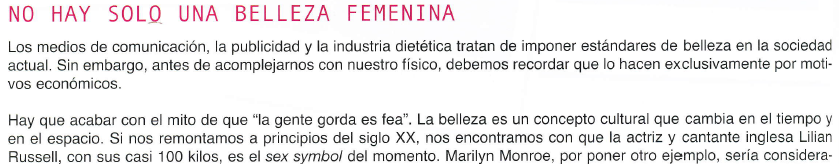 NO HAY SOLO UNA BELLEZA FEMENINA
Los medios de comunicación, la publicidad y la industria dietética tratan de imponer estándares de belleza en la sociedad
actual. Sin embargo, antes de acomplejarnos con nuestro físico, debemos recordar que lo hacen exclusivamente por moti-
vos económicos.
Hay que acabar con el mito de que “la gente gorda es fea”. La belleza es un concepto cultural que cambia en el tiempo y
en el espacio. Si nos remontamos a principios del siglo XX, nos encontramos con que la actriz y cantante inglesa Lilian
Russell, con sus casi 100 kilos, es el sex symbol del momento. Marilyn Monroe, por poner otro ejemplo, sería considera-